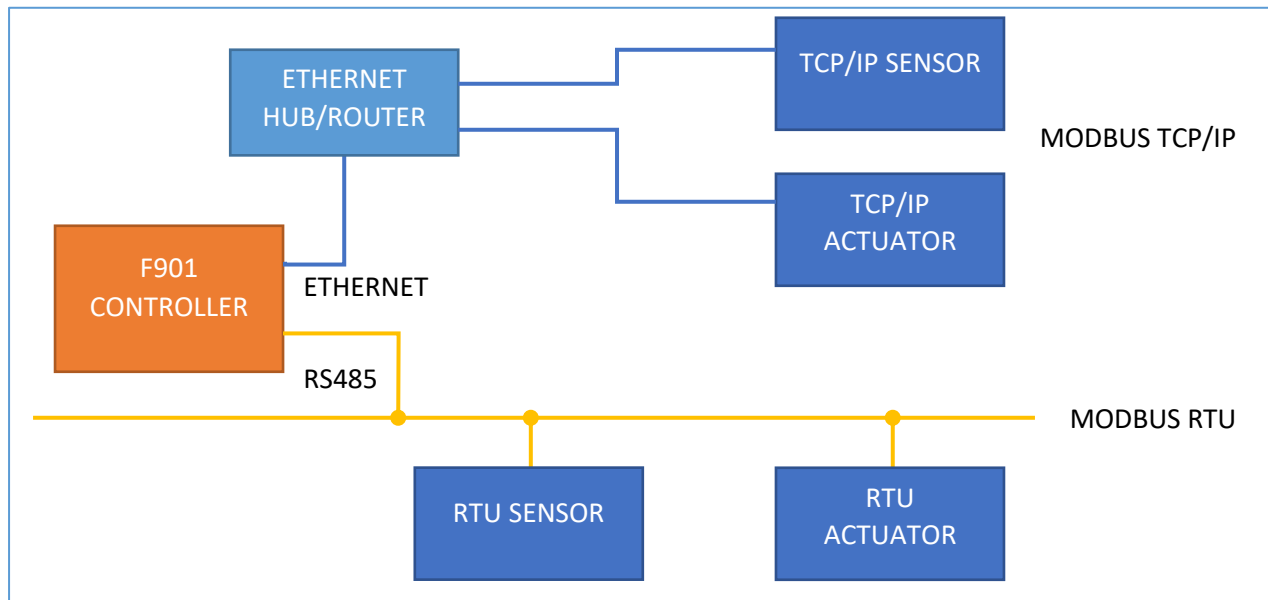 ETHERNET
HUB/ROUTER
TCP/IP SENSOR
MODBUS TCP/IP
TCP/IP
ACTUATOR
F901
CONTROLLER
ETHERNET
RS485
MODBUS RTU
RTU SENSOR
RTU
ACTUATOR